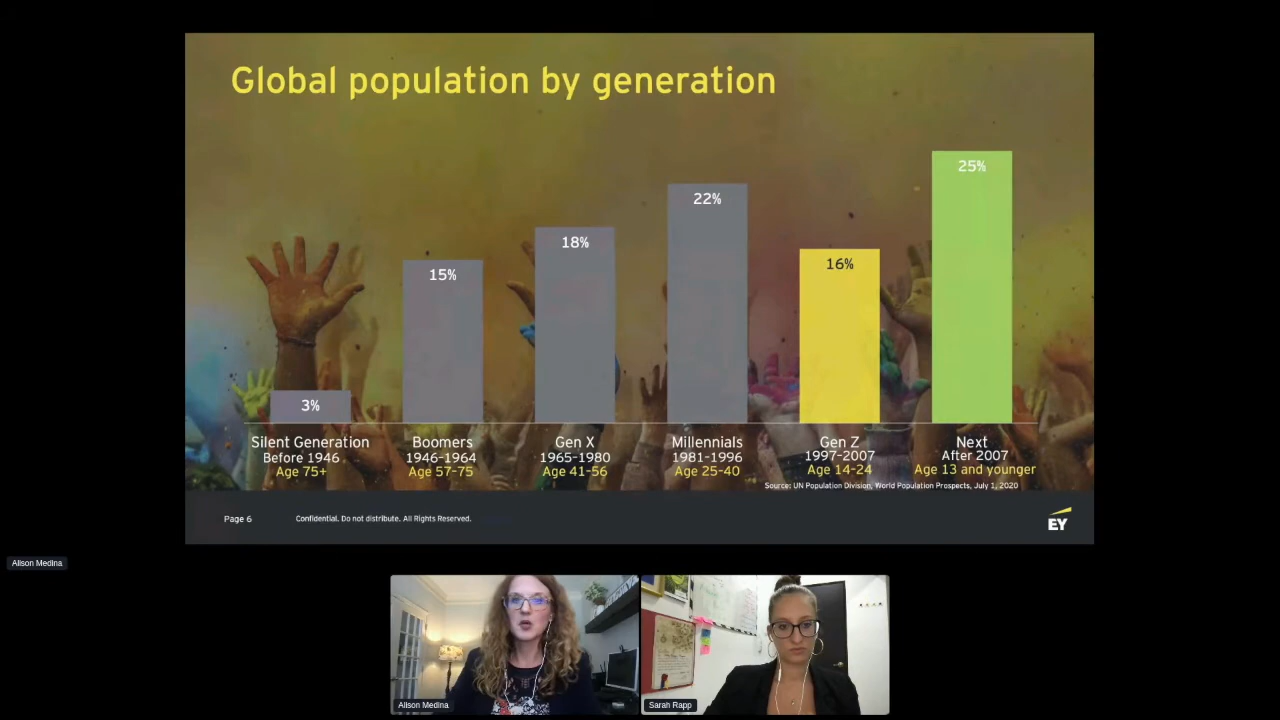 Global population by generation
3%
15%
18%
22%
16%
25%
Silent Generation
Before 1946
Age 75+
Boomers
1946-1964
Age 57-75
Gen X
1965-1980
Age 41-56
Millennials
1981-1996
Age 25-40
Gen Z
1997-2007
Age 14-24
Next
After 2007
Age 13 and younger
Source: UN Population Division, World Population Prospects, July 1, 2020
Page 6
Confidential. Do not distribute. All Rights Reserved.
EY
Alison Medina
Alison Medina
Sarah Rapp